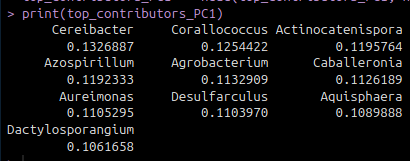 > print(top_contributors_PC1)
Cereibacter Corallococcus Actinocatenispora
0.1326887 0.1254422 0.1195764
Azospirillum Agrobacterium Caballeronia
0.1192333 0.1132909 0.1126189
Aureimonas Desulfarculus Aquisphaera
0.1105295 0.1103970 0.1089888
Dactylosporangium
0.1061658